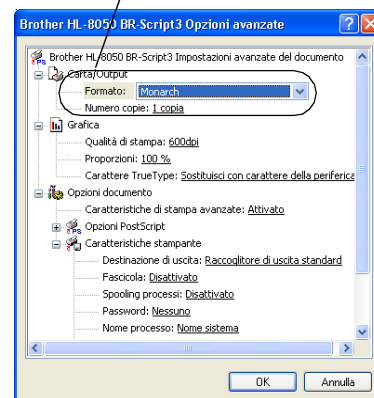 Brother HL-8050 BR-Script3 Opzioni avanzate
Brother HL-8050 BR-Script3 Impostazioni avanzate del documento
Carta/Output
Formato: Monarch
Numero copie: 1 copia
Grafica
Qualità di stampa: 600dpi
Proporzioni: 100 %
Carattere TrueType: Sostituisci con carattere della periferica
Opzioni documento
Caratteristiche di stampa avanzate: Attivato
Opzioni PostScript
Caratteristiche stampante
Destinazione di uscita: Raccoglitore di uscita standard
Fascicola: Disattivato
Spooling processi: Disattivato
Password: Nessuno
Nome processo: Nome sistema
OK Annulla